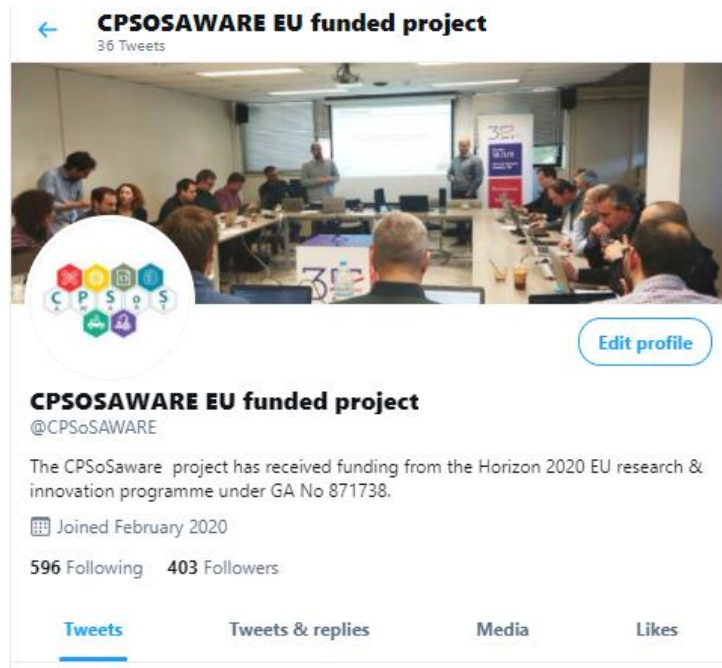 CPSOSAWARE EU funded project
36 Tweets
C P S o S
Edit profile
CPSOSAWARE EU funded project
@CPSoSAWARE
The CPSoSaware  project has received funding from the Horizon 2020 EU research &
innovation programme under GA No 871738.
Joined February 2020
596 Following 403 Followers
Tweets Tweets & replies Media Likes